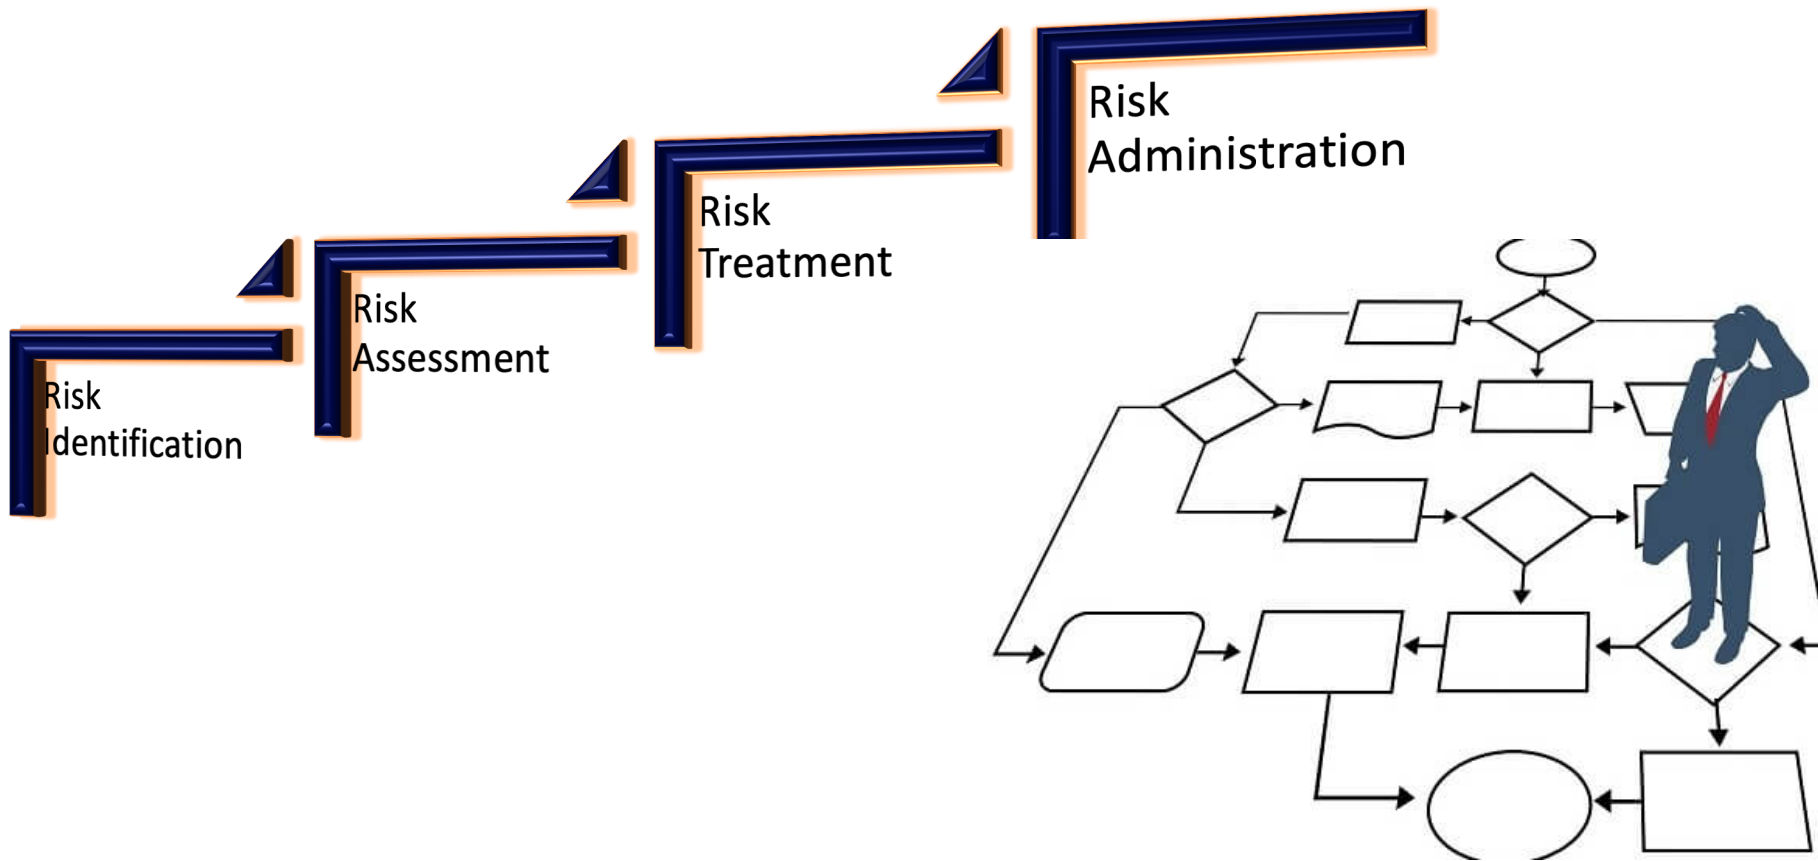 Risk
Identification
Risk
Assessment
Risk
Treatment
Risk
Administration